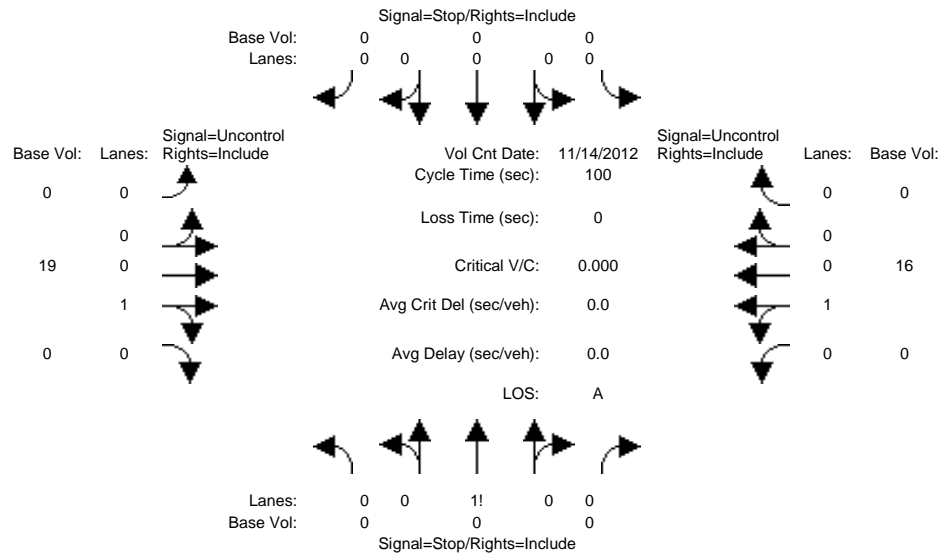 Signal=Stop/Rights=Include
Base Vol: 0 0 0
Lanes: 0 0 0 0 0
Signal=Uncontrol
Base Vol: Lanes: Rights=Include
Vol Cnt Date: 11/14/2012
Signal=Uncontrol
Rights=Include Lanes: Base Vol:
0 0
Cycle Time (sec): 100
0 0
0
Loss Time (sec): 0
0
19 0
Critical V/C: 0.000
0 16
1
Avg Crit Del (sec/veh): 0.0
1
0 0
Avg Delay (sec/veh): 0.0
0 0
LOS: A
Lanes: 0 0 1! 0 0
Base Vol: 0 0 0
Signal=Stop/Rights=Include